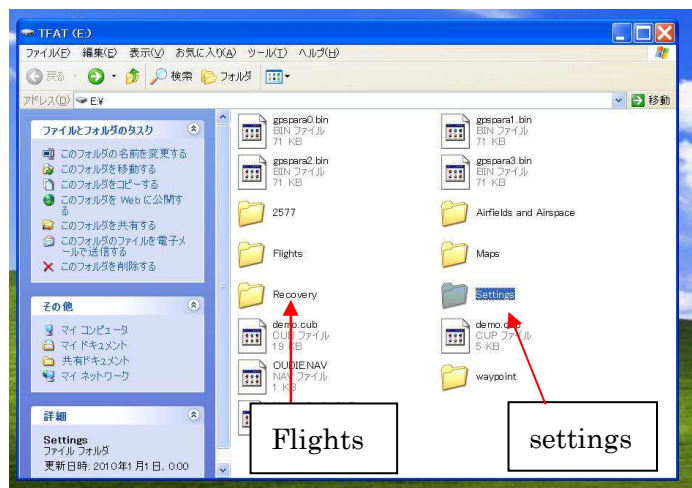 TFAT (E:)
ファイル(F) 編集(E) 表示(V) お気に入り(A) ツール(T) ヘルプ(H)
戻る 検索 フォルダ
アドレス(D) E:¥ 移動
ファイルとフォルダのタスク
このフォルダの名前を変更する
このフォルダを移動する
このフォルダをコピーする
このフォルダを Web に公開す
る
このフォルダを共有する
このフォルダのファイルを電子メ
ールで送信する
このフォルダを削除する
その他
マイ コンピュータ
マイ ドキュメント
共有ドキュメント
マイ ネットワーク
詳細
Settings
ファイル フォルダ
更新日時: 2010年1月1日、0:00
gpspara0.bin
BIN ファイル
71 KB
gpspara1.bin
BIN ファイル
71 KB
gpspara2.bin
BIN ファイル
71 KB
gpspara3.bin
BIN ファイル
71 KB
2577
Airfields and Airspace
Flights
Maps
Recovery
Settings
demo.cub
CUB ファイル
19 KB
CUP ファイル
5 KB
OUDIE.NAV
NAV ファイル
1 KB
waypoint
Flights
settings